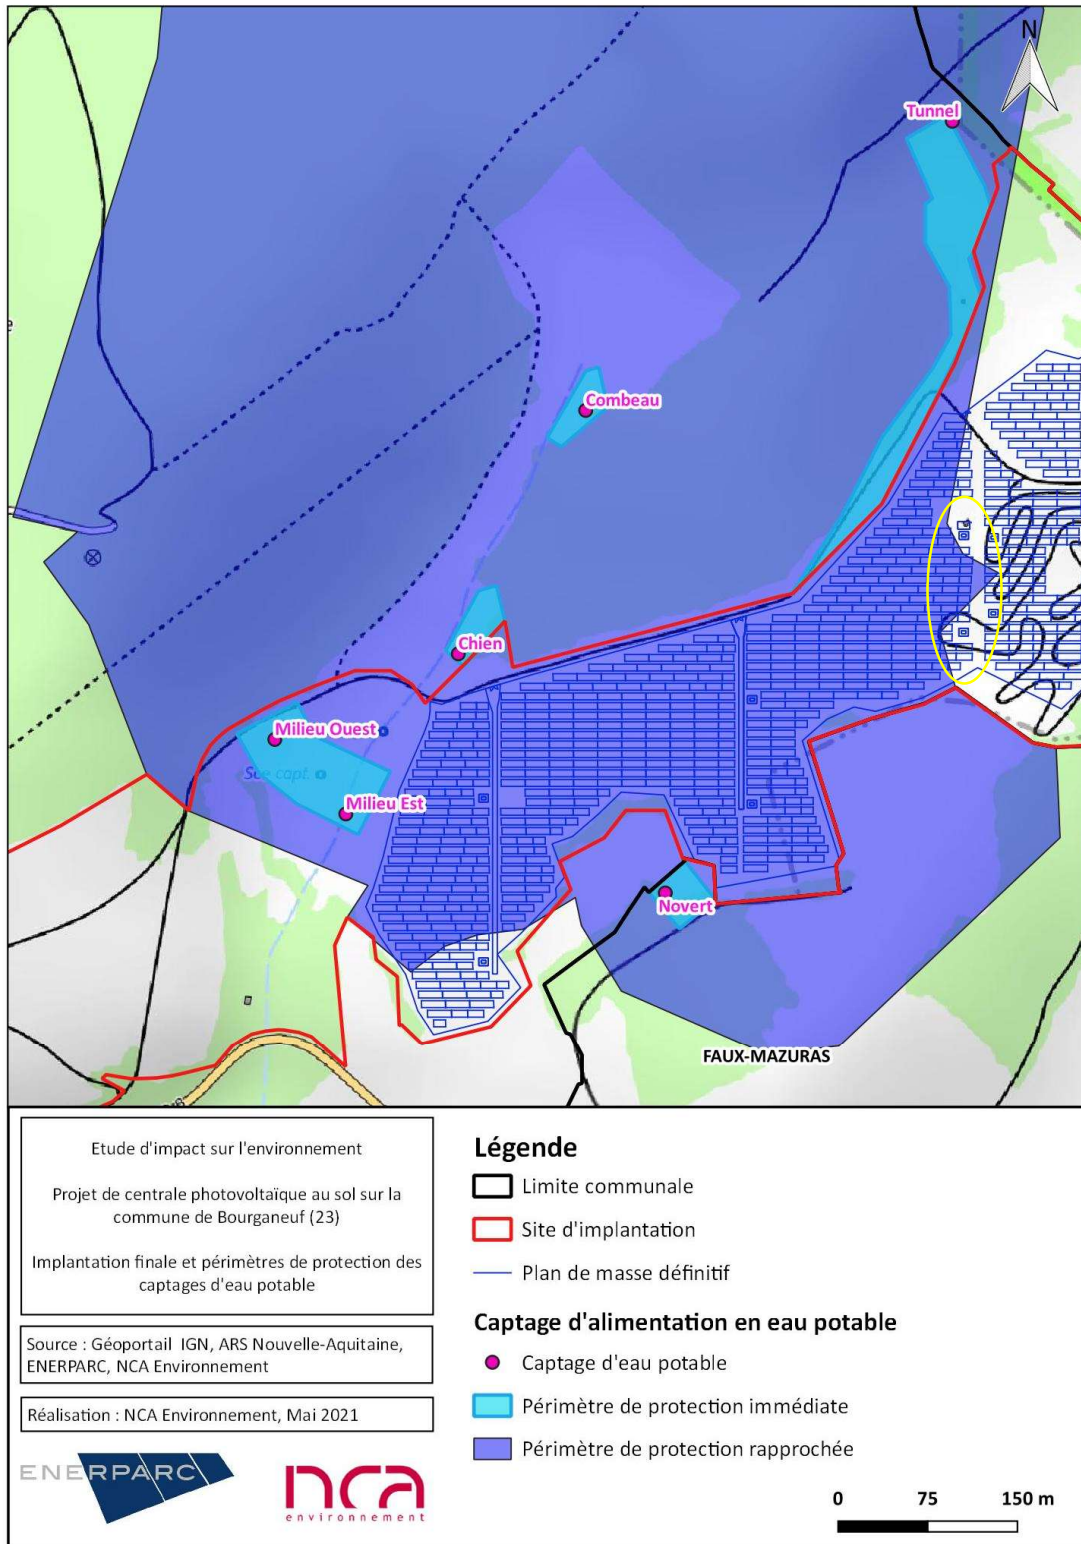 N
Tunnel
Combeau
Chien
Milieu Ouest
Sce capt.
Milieu Est
Novert
FAUX-MAZURAS
Etude d'impact sur l'environnement
Projet de centrale photovoltaïque au sol sur la
commune de Bourganeuf (23)
Implantation finale et périmètres de protection des
captages d'eau potable
Source : Géoportail IGN, ARS Nouvelle-Aquitaine,
ENERPARC, NCA Environnement
Réalisation : NCA Environnement, Mai 2021
ENERPARC
nca
environnement
Légende
Limite communale
Site d'implantation
Plan de masse définitif
Captage d'alimentation en eau potable
Captage d'eau potable
Périmètre de protection immédiate
Périmètre de protection rapprochée
0 75 150 m